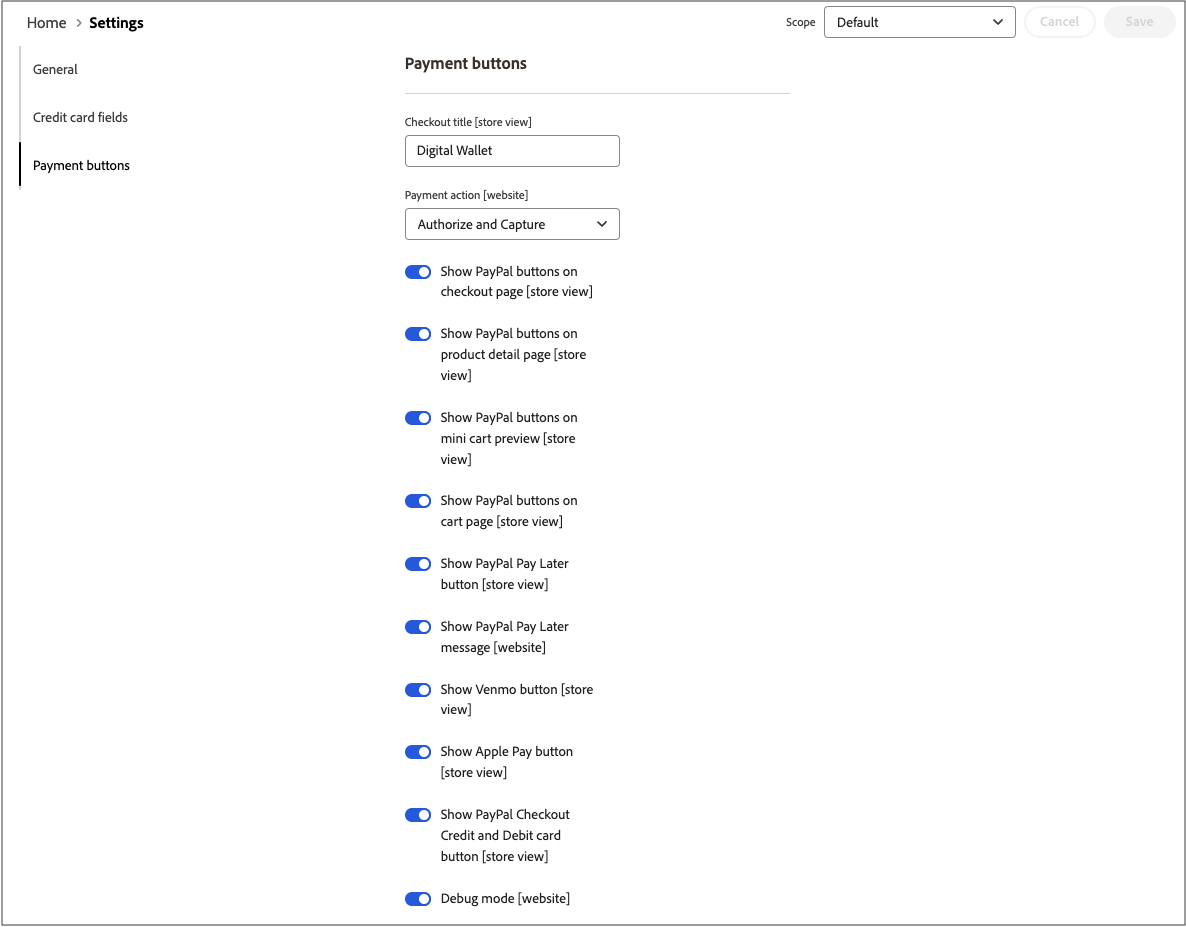 Home > Settings
Scope
Default
Cancel
Save
General
Credit card fields
Payment buttons
Payment buttons
Checkout title [store view]
Digital Wallet
Payment action [website]
Authorize and Capture
Show PayPal buttons on
checkout page [store view]
Show PayPal buttons on
product detail page [store
view]
Show PayPal buttons on
mini cart preview [store
view]
Show PayPal buttons on
cart page [store view]
Show PayPal Pay Later
button [store view]
Show PayPal Pay Later
message [website]
Show Venmo button [store
view]
Show Apple Pay button
[store view]
Show PayPal Checkout
Credit and Debit card
button [store view]
Debug mode [website]